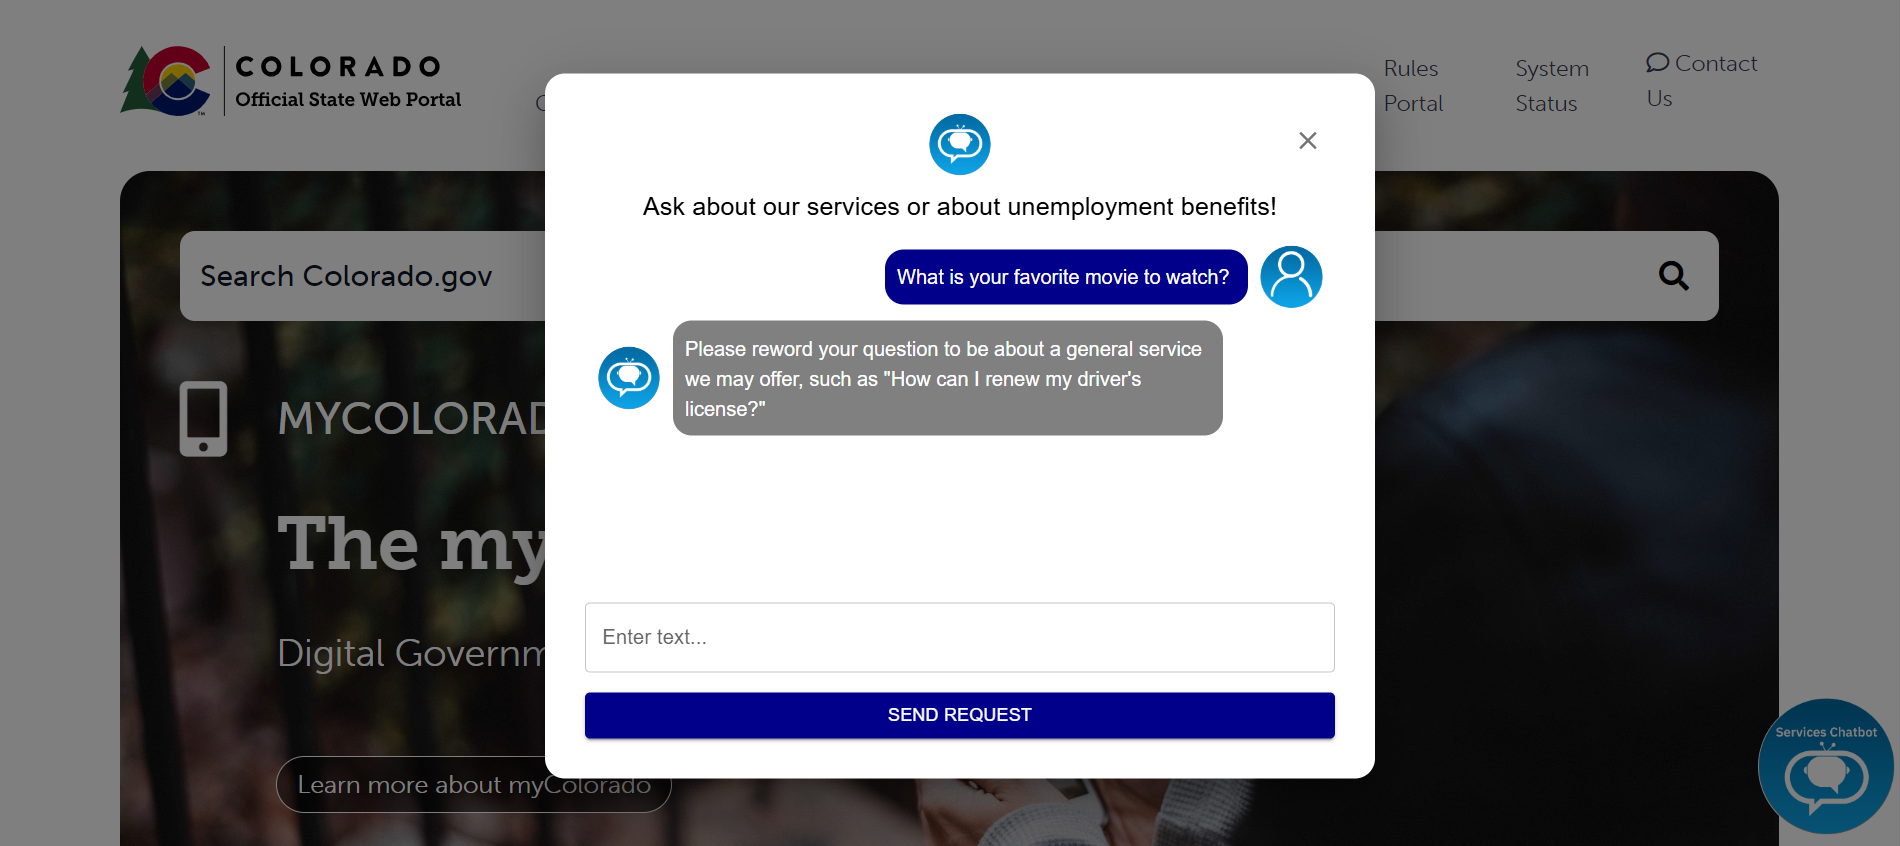 COLORADO
Official State Web Portal
Rules
Portal
System
Status
Contact
Us
Search Colorado.gov
MYCOLORAD
The my
Digital Governm
Learn more about myColorado
Ask about our services or about unemployment benefits!
What is your favorite movie to watch?
Please reword your question to be about a general service
we may offer, such as "How can I renew my driver's
license?"
Enter text...
SEND REQUEST
Services Chatbot